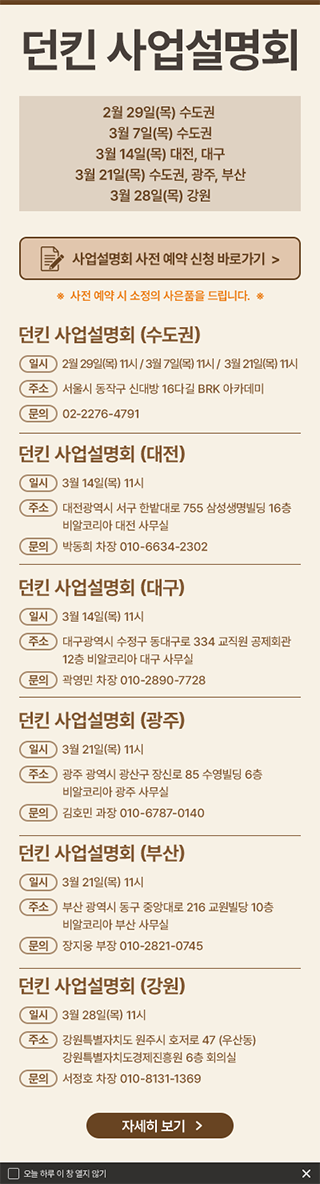 던킨 사업설명회
2월 29일(목) 수도권
3월 7일(목) 수도권
3월 14일(목) 대전, 대구
3월 21일(목) 수도권, 광주, 부산
3월 28일(목) 강원
사업설명회 사전 예약 신청 바로가기 >
※ 사전 예약 시 소정의 사은품을 드립니다. ※
던킨 사업설명회 (수도권)
일시 2월 29일(목) 11시 / 3월 7일(목) 11시 / 3월 21일(목) 11시
주소 서울시 동작구 신대방 16다길 BRK 아카데미
문의 02-2276-4791
던킨 사업설명회 (대전)
일시 3월 14일(목) 11시
주소 대전광역시 서구 한밭대로 755 삼성생명빌딩 16층
비알코리아 대전 사무실
문의 박동희 차장 010-6634-2302
던킨 사업설명회 (대구)
일시 3월 14일(목) 11시
주소 대구광역시 수정구 동대구로 334 교직원 공제회관
12층 비알코리아 대구 사무실
문의 곽영민 차장 010-2890-7728
던킨 사업설명회 (광주)
일시 3월 21일(목) 11시
주소 광주 광역시 광산구 장신로 85 수영빌딩 6층
비알코리아 광주 사무실
문의 김호민 과장 010-6787-0140
던킨 사업설명회 (부산)
일시 3월 21일(목) 11시
주소 부산 광역시 동구 중앙대로 216 교원빌당 10층
비알코리아 부산 사무실
문의 장지웅 부장 010-2821-0745
던킨 사업설명회 (강원)
일시 3월 28일(목) 11시
주소 강원특별자치도 원주시 호저로 47 (우산동)
강원특별자치도경제진흥원 6층 회의실
문의 서정호 차장 010-8131-1369
자세히 보기 >
오늘 하루 이 창 열지 않기